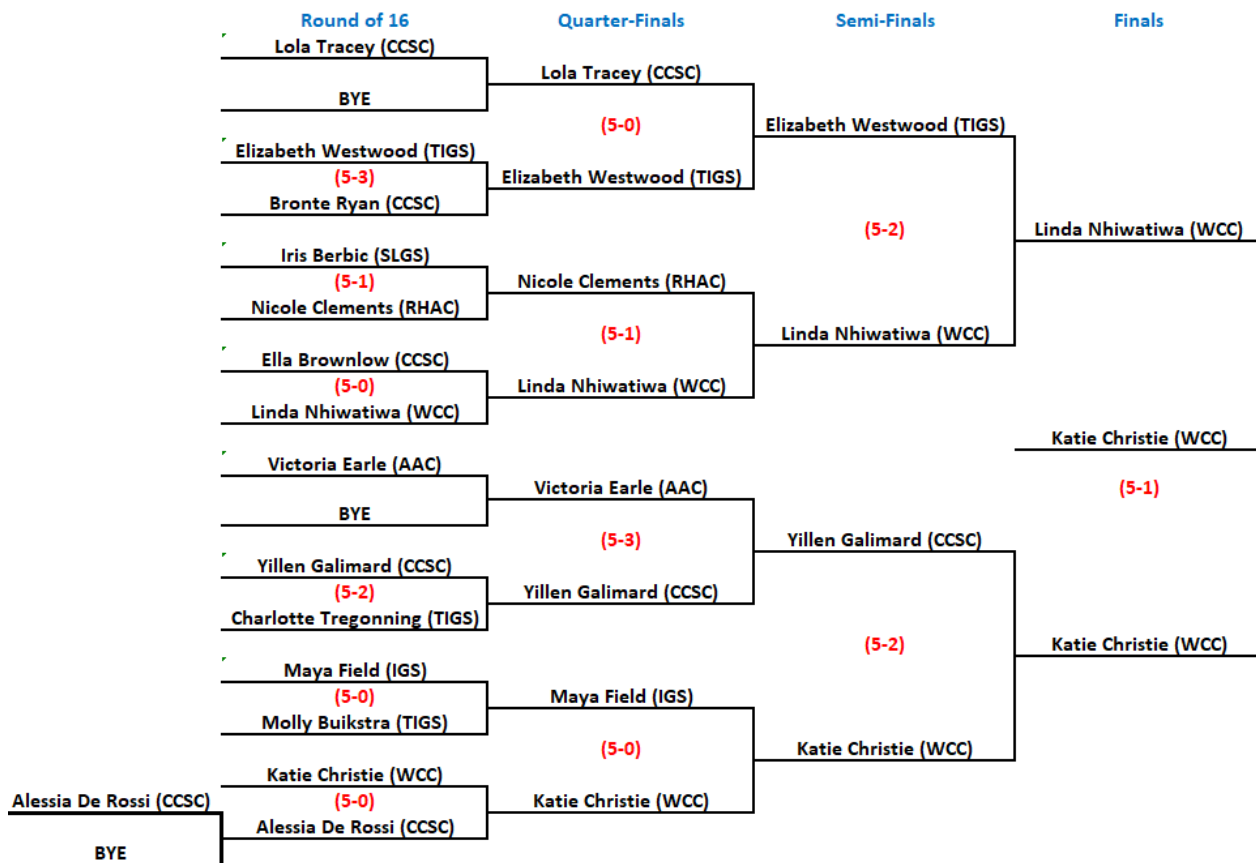 Round of 16
Quarter-Finals
Semi-Finals
Finals
Lola Tracey (CCSC)
BYE
Elizabeth Westwood (TIGS)
(5-3)
Bronte Ryan (CCSC)
Iris Berbic (SLGS)
(5-1)
Nicole Clements (RHAC)
Ella Brownlow (CCSC)
(5-0)
Linda Nhiwatiwa (WCC)
Victoria Earle (AAC)
BYE
Yillen Galimard (CCSC)
(5-2)
Charlotte Tregonning (TIGS)
Maya Field (IGS)
(5-0)
Molly Buikstra (TIGS)
Katie Christie (WCC)
(5-0)
Alessia De Rossi (CCSC)
Alessia De Rossi (CCSC)
BYE
Lola Tracey (CCSC)
(5-0)
Elizabeth Westwood (TIGS)
Nicole Clements (RHAC)
(5-1)
Linda Nhiwatiwa (WCC)
Victoria Earle (AAC)
(5-3)
Yillen Galimard (CCSC)
Maya Field (IGS)
(5-0)
Katie Christie (WCC)
Elizabeth Westwood (TIGS)
(5-2)
Linda Nhiwatiwa (WCC)
Yillen Galimard (CCSC)
(5-2)
Katie Christie (WCC)
Linda Nhiwatiwa (WCC)
Katie Christie (WCC)
(5-1)
Katie Christie (WCC)